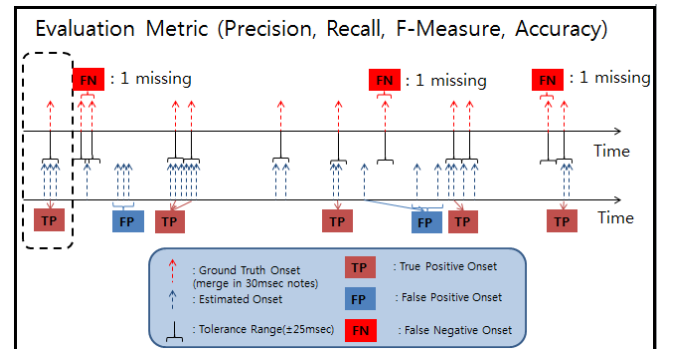 Evaluation Metric (Precision, Recall, F-Measure, Accuracy)
FN : 1 missing FN : 1 missing FN : 1 missing
Time
Time
TP FP TP TP FP TP TP
: Ground Truth Onset
(merge in 30msec notes)
: Estimated Onset
: Tolerance Range(±25msec)
TP : True Positive Onset
FP : False Positive Onset
FN : False Negative Onset